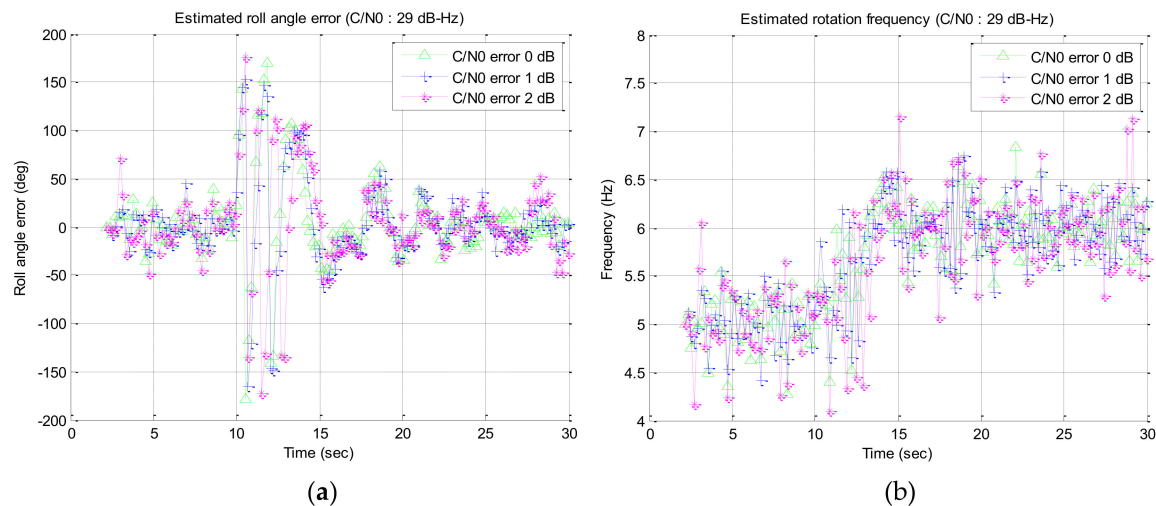 Estimated roll angle error (C/N0 : 29 dB-Hz)
200
150
100
50
0
-50
-100
-150
-200
Roll angle error (deg)
C/N0 error 0 dB
C/N0 error 1 dB
C/N0 error 2 dB
0 5 10 15 20 25 30
Time (sec)
(a)
Estimated rotation frequency (C/N0 : 29 dB-Hz)
8
7.5
7
6.5
6
5.5
5
4.5
4
Frequency (Hz)
C/N0 error 0 dB
C/N0 error 1 dB
C/N0 error 2 dB
0 5 10 15 20 25 30
Time (sec)
(b)